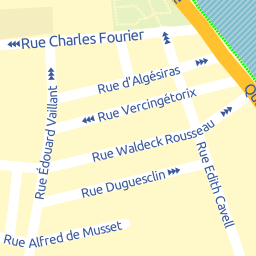 Rue Charles Fourier
Rue d'Algésiras
Rue Vercingétorix
Rue Édouard Vaillant
Rue Waldeck Rousseau
Rue Duguesclin
Rue Edith Cavell
Rue Alfred de Musset